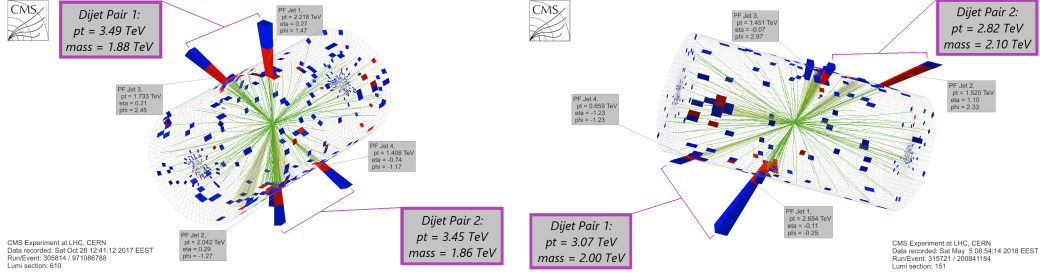 CMS
Dijet Pair 1:
pt = 3.49 TeV
mass = 1.88 TeV
PF Jet 1,
pt = 2.218 TeV
eta = 0.27
phi = 1.47
PF Jet 3,
pt = 1.733 TeV
eta = 0.21
phi = 2.45
PF Jet 4,
pt = 1.408 TeV
eta = -0.74
phi = -1.17
PF Jet 2,
pt = 2.042 TeV
eta = 0.29
phi = -1.27
Dijet Pair 2:
pt = 3.45 TeV
mass = 1.86 TeV
CMS Experiment at LHC, CERN
Data recorded: Sat Oct 28 12:41:12 2017 EEST
Run/Event: 305814 / 971086788
Lumi section: 610
CMS
PF Jet 3,
pt = 1.451 TeV
eta = -0.07
phi = 2.97
Dijet Pair 2:
pt = 2.82 TeV
mass = 2.10 TeV
PF Jet 2,
pt = 1.520 TeV
eta = 1.10
phi = 2.33
PF Jet 4,
pt = 0.659 TeV
eta = -1.23
phi = -1.23
PF Jet 1,
pt = 2.654 TeV
eta = -0.11
phi = -0.25
Dijet Pair 1:
pt = 3.07 TeV
mass = 2.00 TeV
CMS Experiment at LHC, CERN
Data recorded: Sat May 5 08:54:14 2018 EEST
Run/Event: 315721 / 200841184
Lumi section: 151